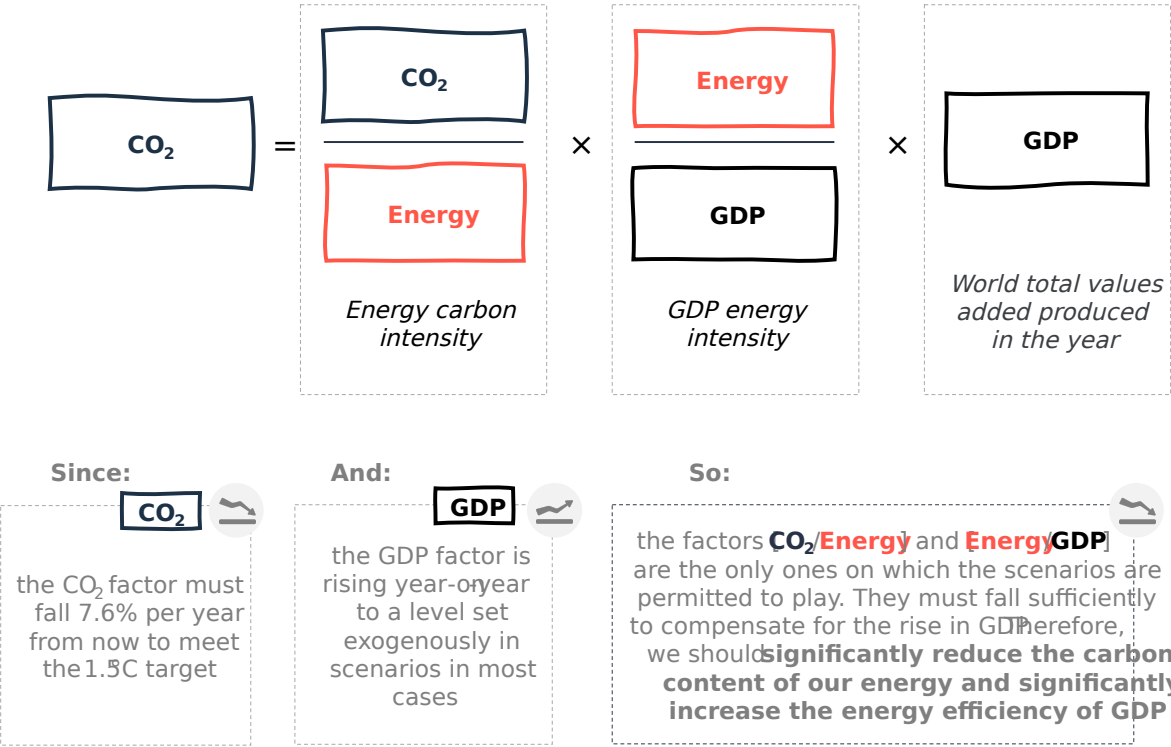 CO₂
=
CO₂
Energy
Energy carbon
intensity
×
Energy
GDP
GDP energy
intensity
×
GDP
World total values
added produced
in the year
Since:
CO₂
the CO₂ factor must
fall 7.6% per year
from now to meet
the 1.5°C target
And:
GDP
the GDP factor is
rising year-on-year
to a level set
exogenously in
scenarios in most
cases
So:
the factors [CO₂/Energy] and [Energy/GDP]
are the only ones on which the scenarios are
permitted to play. They must fall sufficiently
to compensate for the rise in GDP. Therefore,
we should significantly reduce the carbon
content of our energy and significantly
increase the energy efficiency of GDP